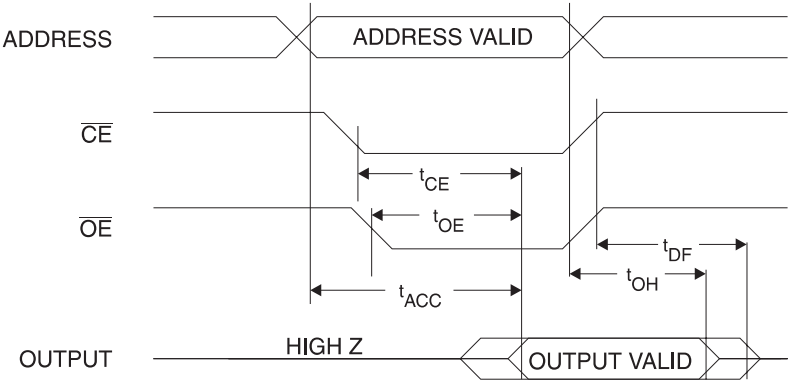 ADDRESS
ADDRESS VALID
CE
tCE
OE
tOE
tDF
tOH
tACC
OUTPUT
HIGH Z
OUTPUT VALID